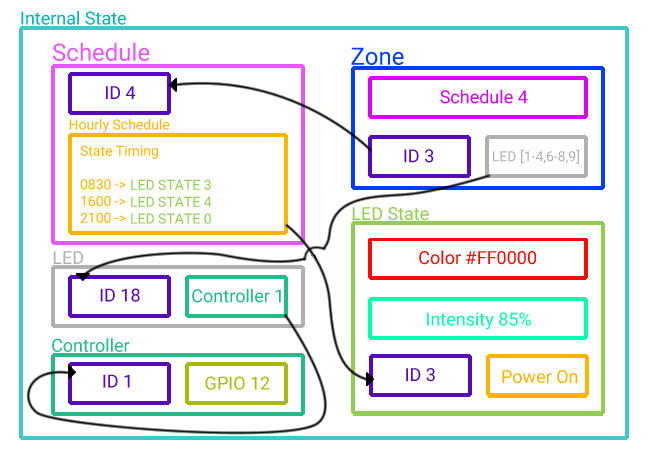 Internal State
Schedule
ID 4
Hourly Schedule
State Timing
0830 -> LED STATE 3
1600 -> LED STATE 4
2100 -> LED STATE 0
Zone
Schedule 4
ID 3
LED [1-4,6-8,9]
LED State
Color #FF0000
Intensity 85%
ID 3
Power On
LED
ID 18
Controller 1
Controller
ID 1
GPIO 12